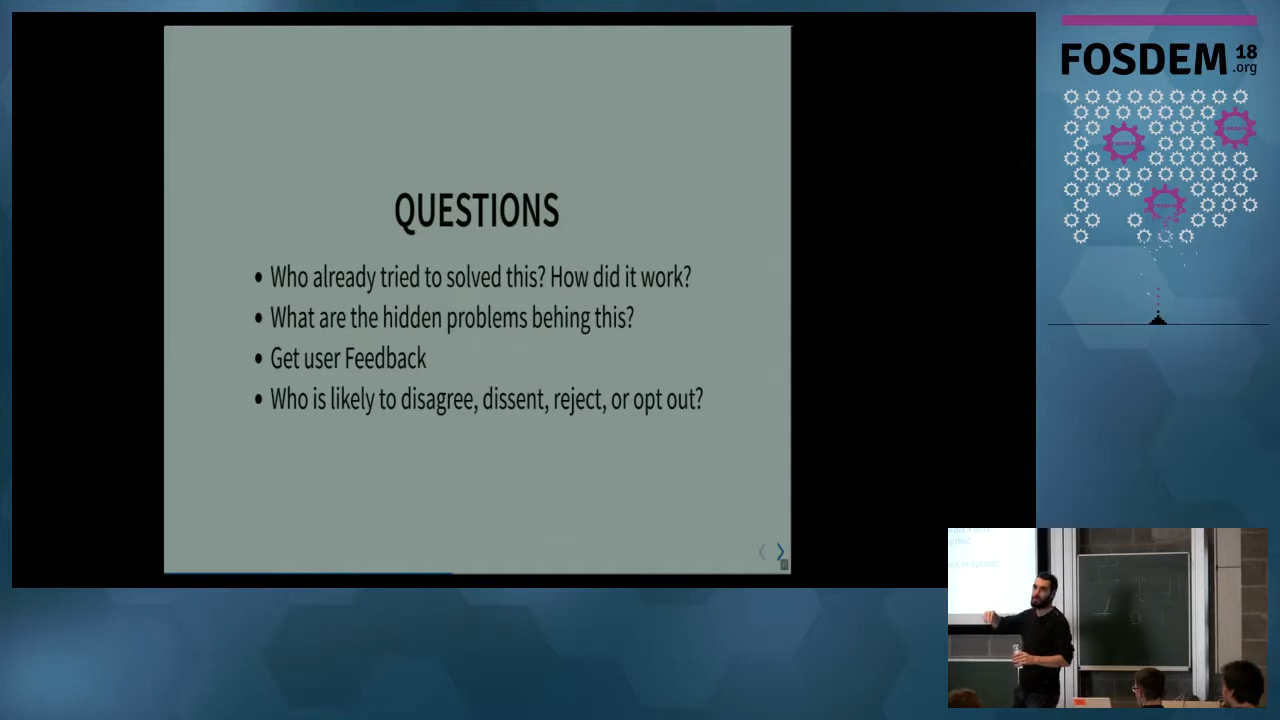 QUESTIONS
• Who already tried to solved this? How did it work?
• What are the hidden problems behing this?
• Get user Feedback
• Who is likely to disagree, dissent, reject, or opt out?
FOSDEM 18
.org